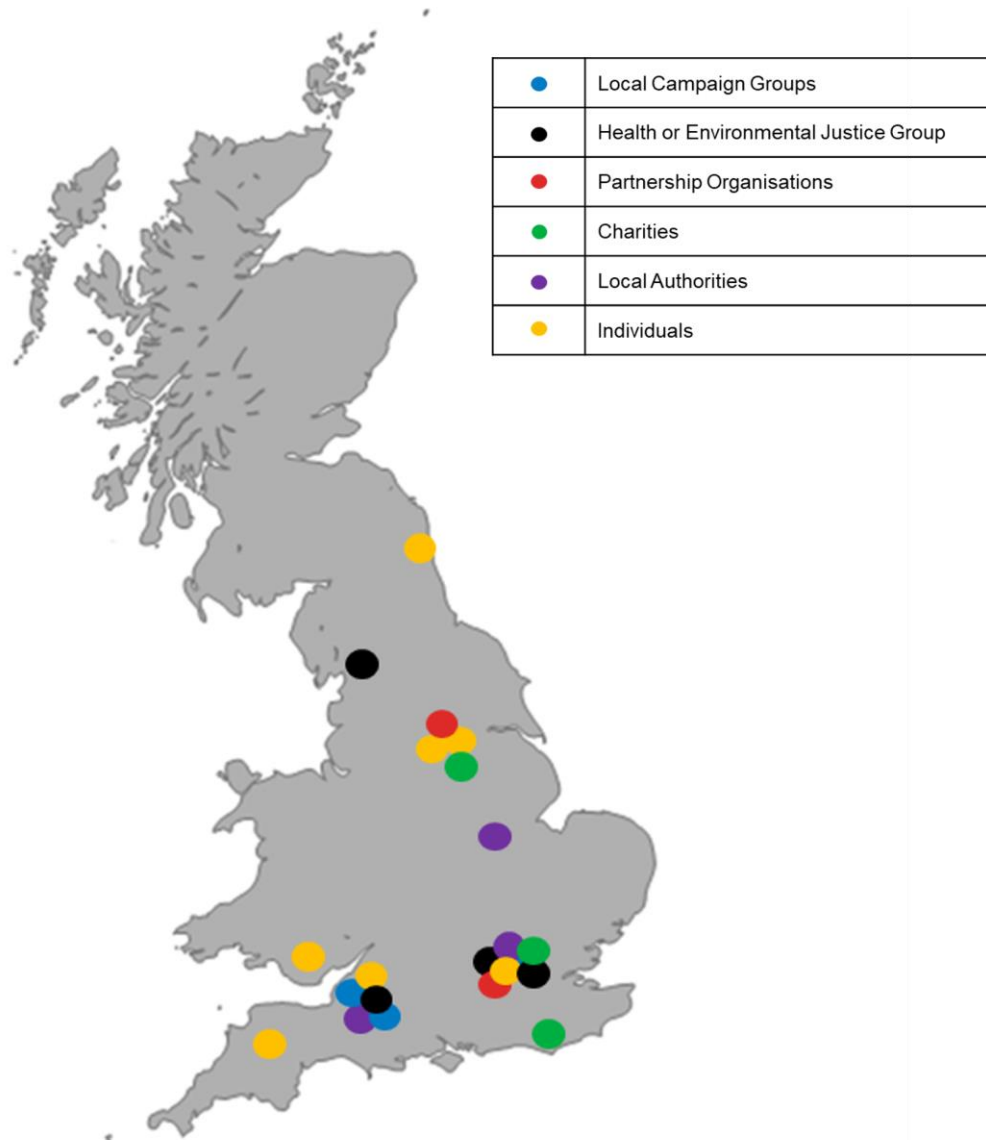 Local Campaign Groups
Health or Environmental Justice Group
Partnership Organisations
Charities
Local Authorities
Individuals